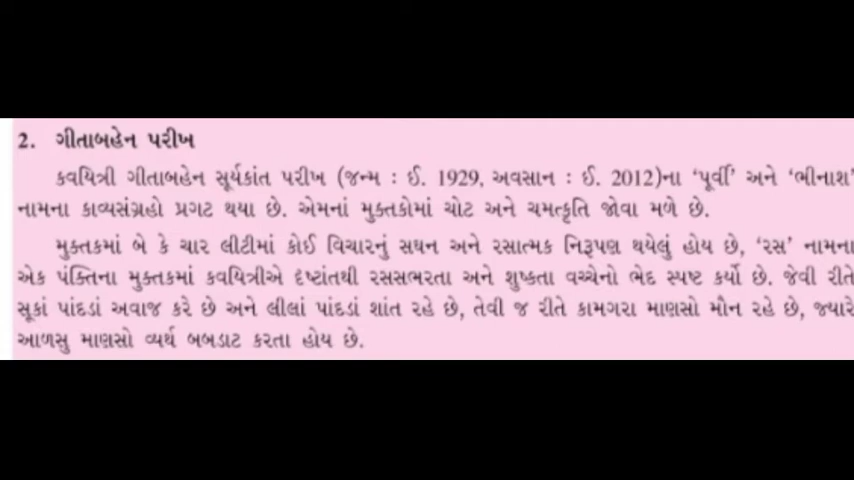 2. ગીતાબહેન પરીખ
કવયિત્રી ગીતાબહેન સૂર્યકાંત પરીખ (જન્મ : ઈ. 1929, અવસાન : ઈ. 2012)ના ‘પૂર્વી’ અને ‘ભીનાશ’
નામના કાવ્યસંગ્રહો પ્રગટ થયા છે. એમનાં મુક્તકોમાં ચોટ અને ચમત્કૃતિ જોવા મળે છે.
મુક્તકમાં બે કે ચાર લીટીમાં કોઈ વિચારનું સઘન અને રસાત્મક નિરૂપણ થયેલું હોય છે, ‘રસ’ નામના
એક પંક્તિના મુક્તકમાં કવયિત્રીએ દૃષ્ટાંતથી રસસભરતા અને શુષ્કતા વચ્ચેનો ભેદ સ્પષ્ટ કર્યો છે. જેવી રીતે
સૂકાં પાંદડાં અવાજ કરે છે અને લીલાં પાંદડાં શાંત રહે છે, તેવી જ રીતે કામગરા માણસો મૌન રહે છે, જ્યારે
આળસુ માણસો વ્યર્થ બબડાટ કરતા હોય છે.